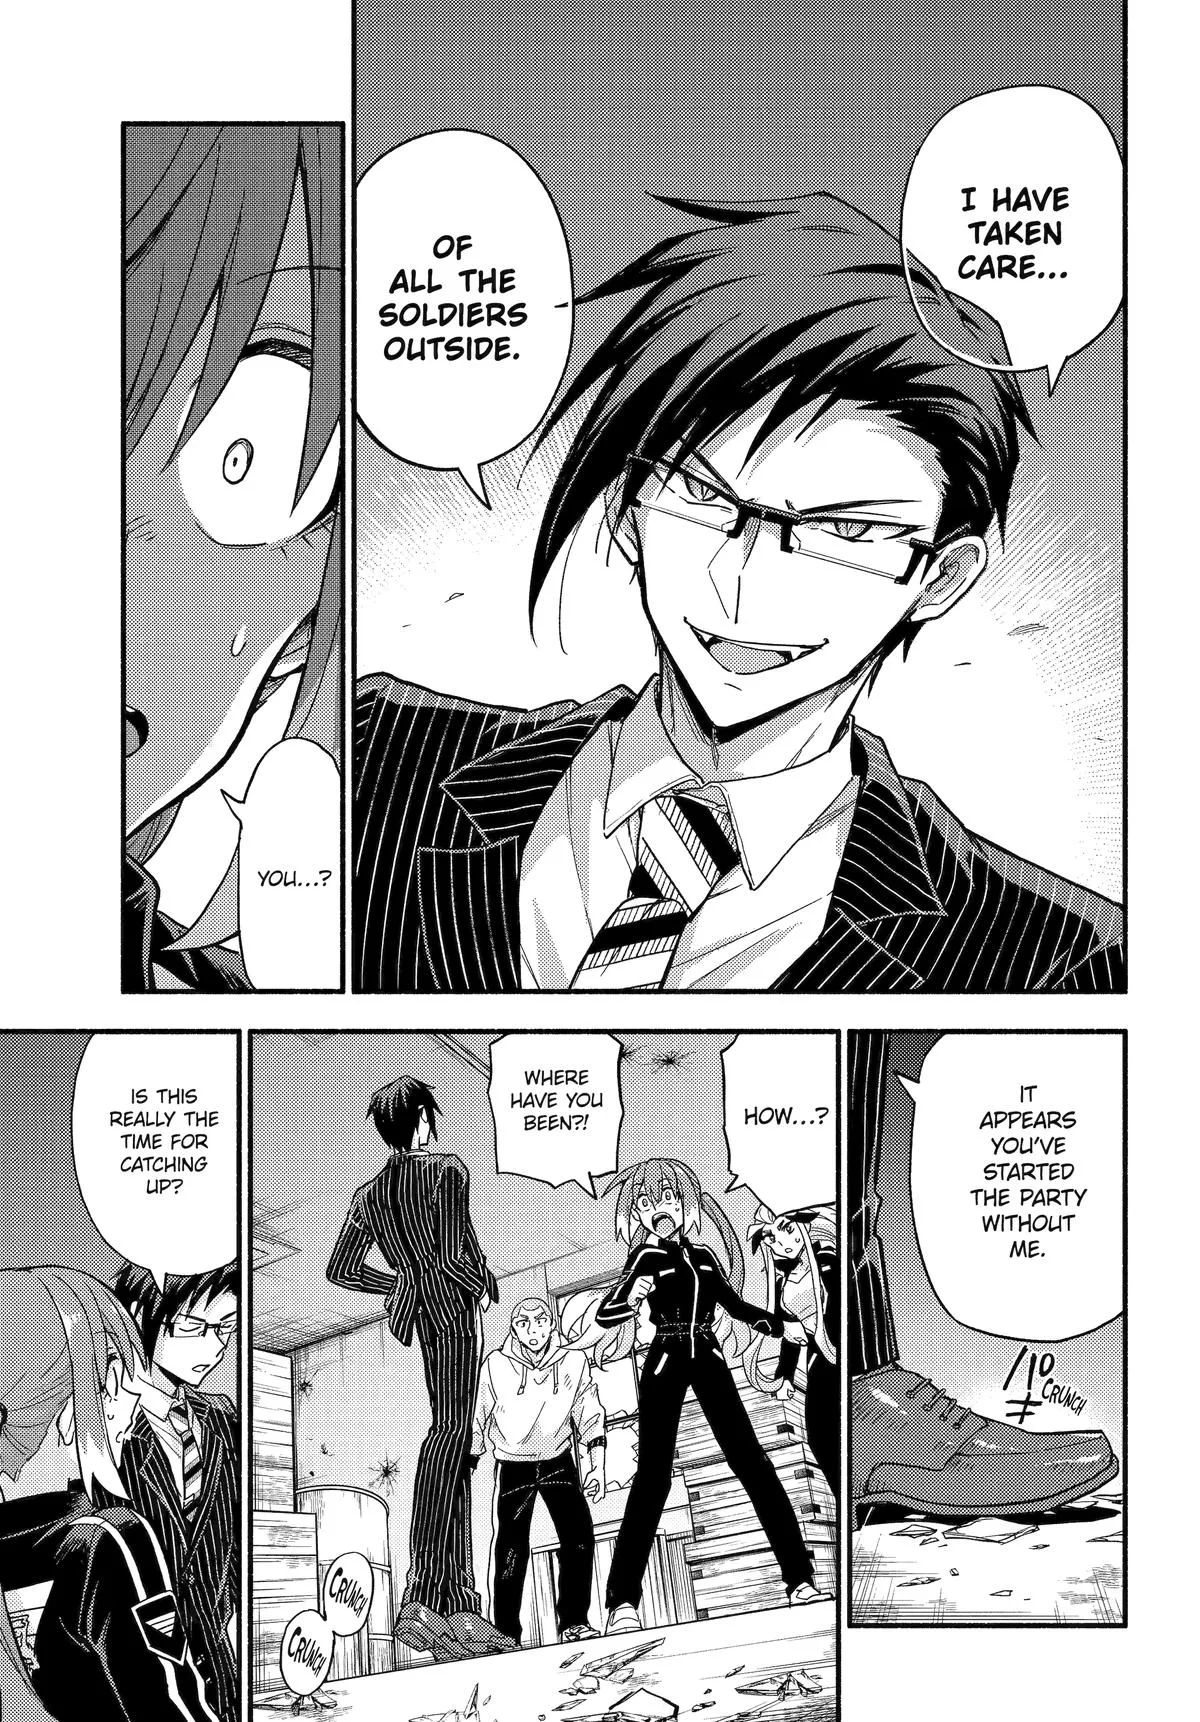 I HAVE
TAKEN
CARE...
OF
ALL THE
SOLDIERS
OUTSIDE.
YOU...?
IT
APPEARS
YOU'VE
STARTED
THE PARTY
WITHOUT
ME.
CRUNCH
HOW...?
WHERE
HAVE YOU
BEEN?!
CRUNCH
CRUNCH
IS THIS
REALLY THE
TIME FOR
CATCHING
UP?